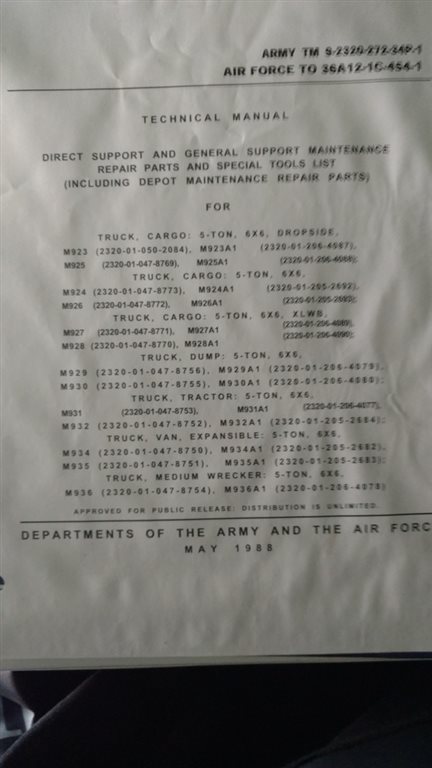 ARMY TM 9-2320-272-34P-1
AIR FORCE TO 36A12-1C-464-1
TECHNICAL MANUAL
DIRECT SUPPORT AND GENERAL SUPPORT MAINTENANCE
REPAIR PARTS AND SPECIAL TOOLS LIST
(INCLUDING DEPOT MAINTENANCE REPAIR PARTS)
FOR
TRUCK, CARGO: 5-TON, 6X6, DROPSIDE,
M923 (2320-01-050-2084), M923A1 (2320-01-206-4087),
M925 (2320-01-047-8769), M925A1 (2320-01-206-4088);
TRUCK, CARGO: 5-TON, 6X6,
M924 (2320-01-047-8773), M924A1 (2320-01-205-2692),
M926 (2320-01-047-8772), M926A1 (2320-01-205-2693);
TRUCK, CARGO: 5-TON, 6X6, XLWB,
M927 (2320-01-047-8771), M927A1 (2320-01-206-4089),
M928 (2320-01-047-8770), M928A1 (2320-01-206-4090);
TRUCK, DUMP: 5-TON, 6X6,
M929 (2320-01-047-8756), M929A1 (2320-01-206-4079),
M930 (2320-01-047-8755), M930A1 (2320-01-206-4080);
TRUCK, TRACTOR: 5-TON, 6X6,
M931 (2320-01-047-8753), M931A1 (2320-01-206-4077),
M932 (2320-01-047-8752), M932A1 (2320-01-205-2684);
TRUCK, VAN, EXPANSIBLE: 5-TON, 6X6,
M934 (2320-01-047-8750), M934A1 (2320-01-205-2682),
M935 (2320-01-047-8751), M935A1 (2320-01-205-2683);
TRUCK, MEDIUM WRECKER: 5-TON, 6X6,
M936 (2320-01-047-8754), M936A1 (2320-01-206-4078)
APPROVED FOR PUBLIC RELEASE: DISTRIBUTION IS UNLIMITED.
DEPARTMENTS OF THE ARMY AND THE AIR FORC
MAY 1988